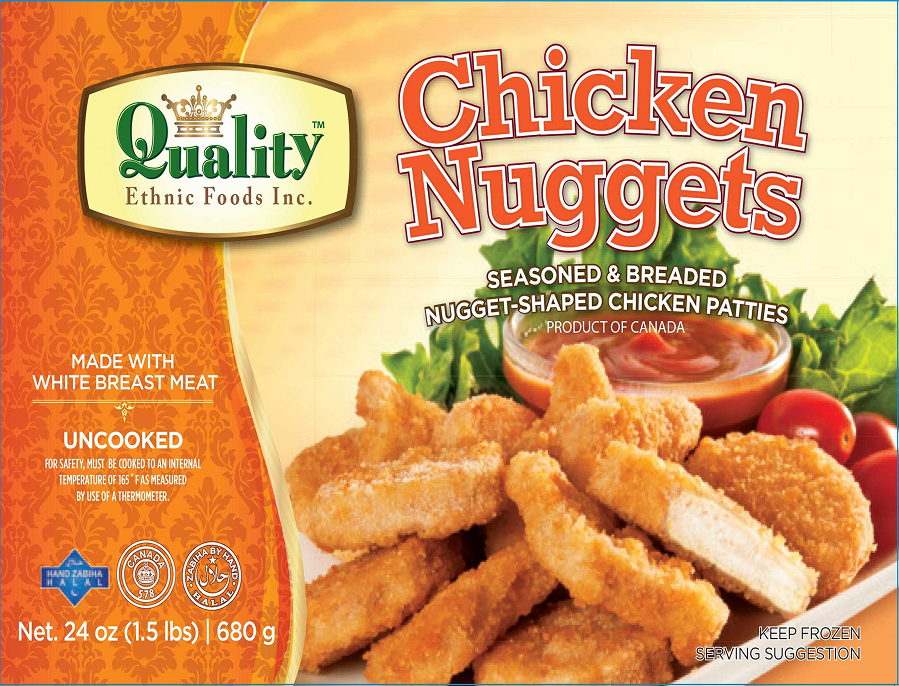 Quality™
Ethnic Foods Inc.
Chicken
Nuggets
SEASONED & BREADED
NUGGET-SHAPED CHICKEN PATTIES
PRODUCT OF CANADA
MADE WITH
WHITE BREAST MEAT
UNCOOKED
FOR SAFETY, MUST BE COOKED TO AN INTERNAL
TEMPERATURE OF 165°F AS MEASURED
BY USE OF A THERMOMETER.
HAND ZABIHA
HALAL
CANADA
578
ZABIHA BY HAND
حلال
HALAL
Net. 24 oz (1.5 lbs) | 680 g
KEEP FROZEN
SERVING SUGGESTION